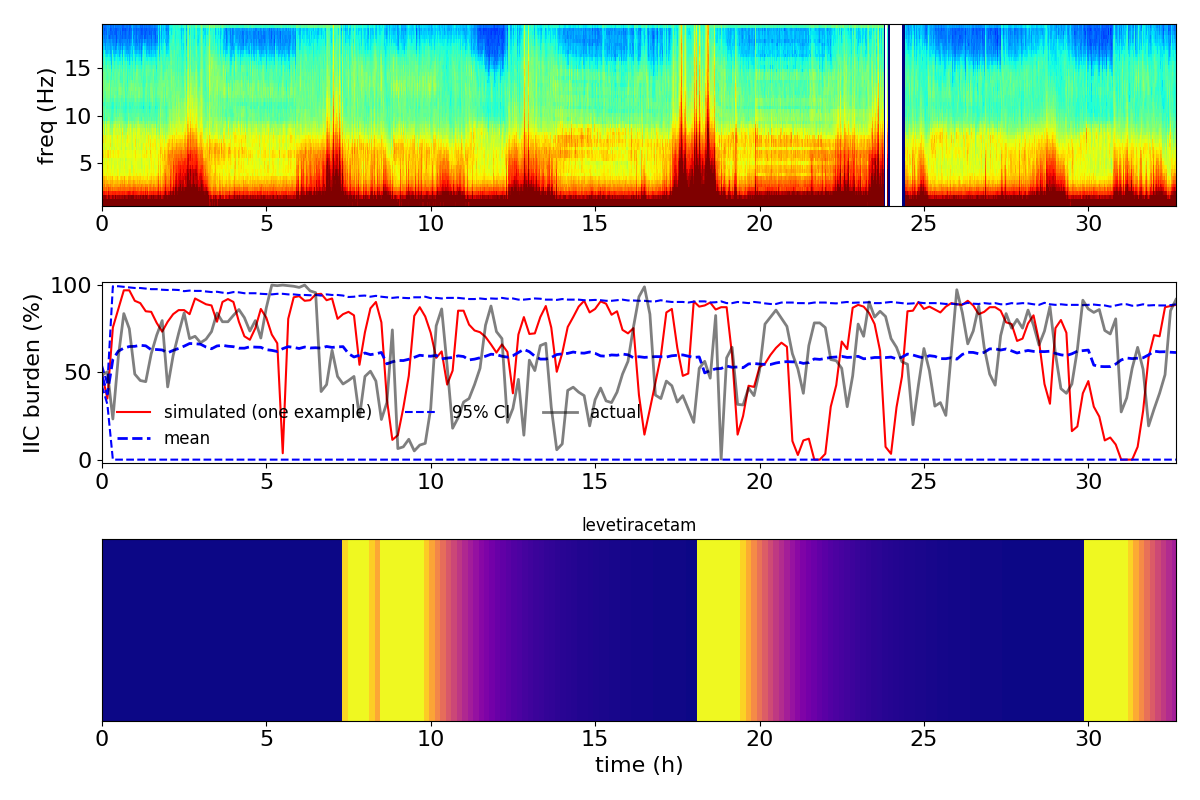 freq (Hz)
15
10
5
0 5 10 15 20 25 30
IIC burden (%)
100
50
0
simulated (one example) 95% CI actual
mean
0 5 10 15 20 25 30
levetiracetam
0 5 10 15 20 25 30
time (h)